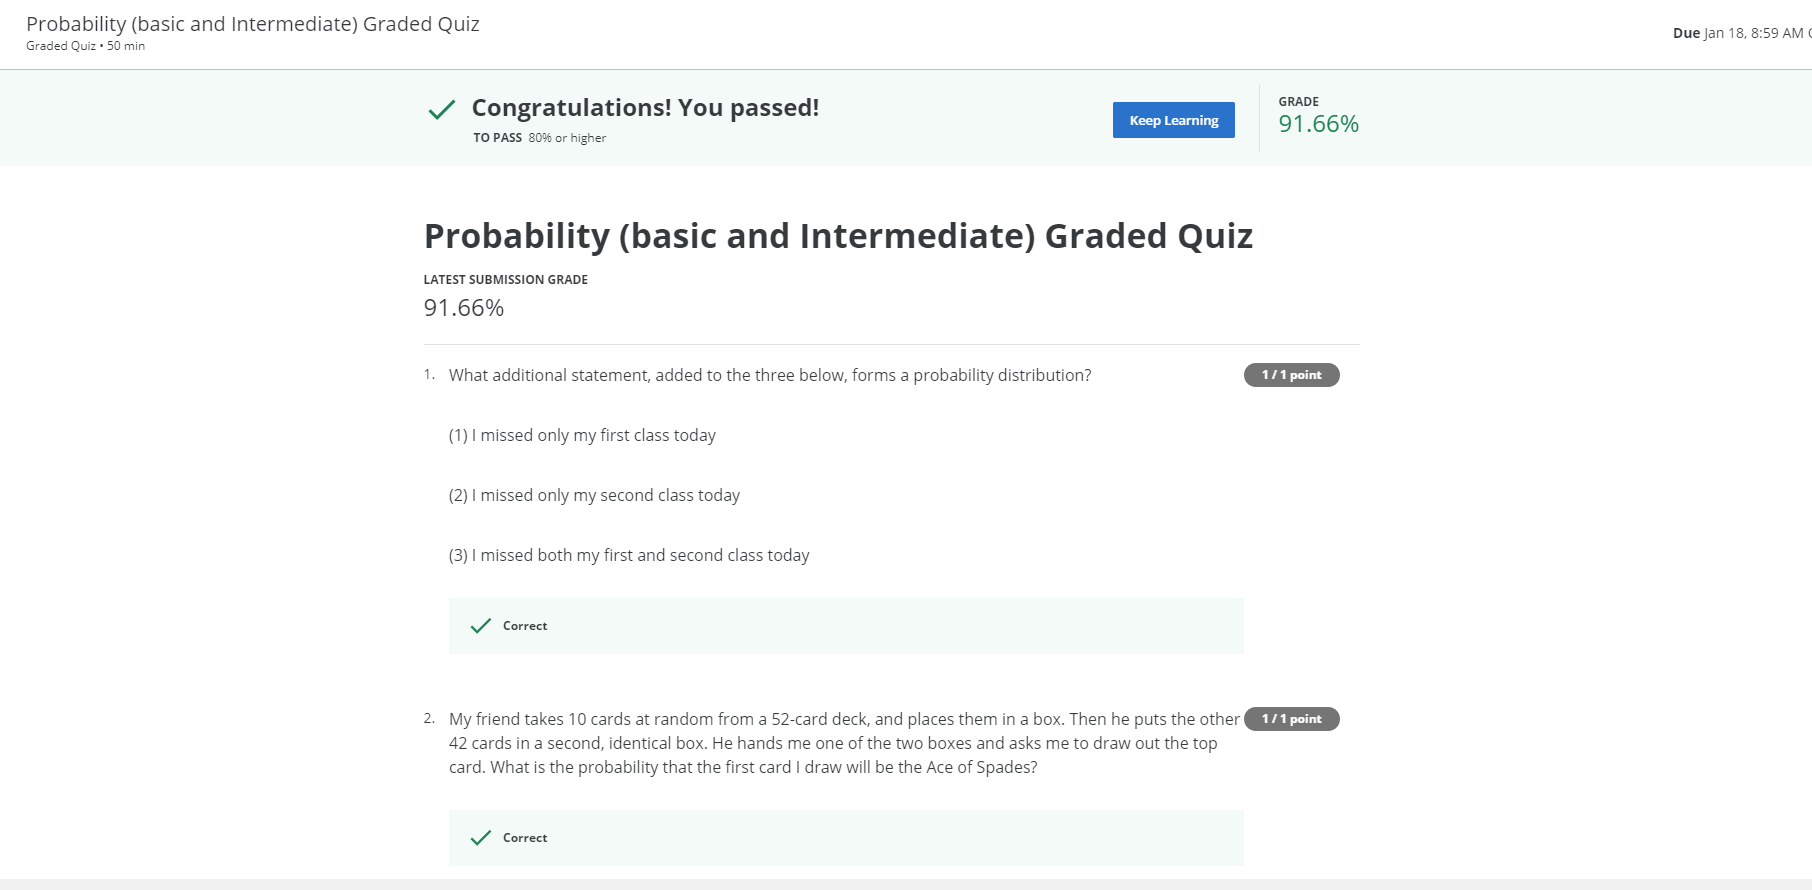 Probability (basic and Intermediate) Graded Quiz
Graded Quiz • 50 min
Due Jan 18, 8:59 AM
Congratulations! You passed!
TO PASS 80% or higher
Keep Learning
GRADE
91.66%
Probability (basic and Intermediate) Graded Quiz
LATEST SUBMISSION GRADE
91.66%
1. What additional statement, added to the three below, forms a probability distribution?
1 / 1 point
(1) I missed only my first class today
(2) I missed only my second class today
(3) I missed both my first and second class today
Correct
2. My friend takes 10 cards at random from a 52-card deck, and places them in a box. Then he puts the other
1 / 1 point
42 cards in a second, identical box. He hands me one of the two boxes and asks me to draw out the top
card. What is the probability that the first card I draw will be the Ace of Spades?
Correct